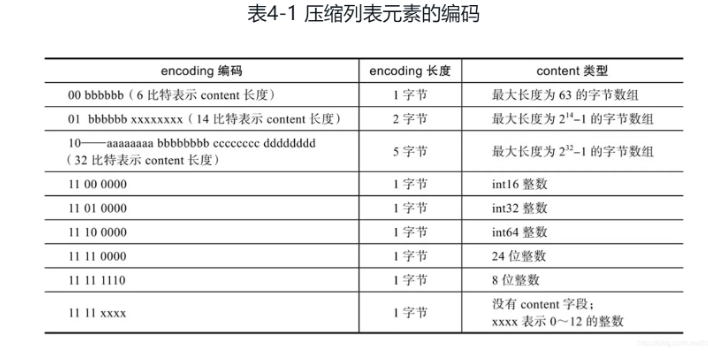 表4-1 压缩列表元素的编码
encoding 编码 encoding 长度 content 类型
00 bbbbbb（6 比特表示 content 长度） 1 字节 最大长度为 63 的字节数组
01 bbbbbb xxxxxxxx（14 比特表示 content 长度） 2 字节 最大长度为 2^14–1 的字节数组
10——aaaaaaaa bbbbbbbb cccccccc dddddddd
（32 比特表示 content 长度） 5 字节 最大长度为 2^32–1 的字节数组
11 00 0000 1 字节 int16 整数
11 01 0000 1 字节 int32 整数
11 10 0000 1 字节 int64 整数
11 11 0000 1 字节 24 位整数
11 11 1110 1 字节 8 位整数
11 11 xxxx 1 字节 没有 content 字段；
xxxx 表示 0～12 的整数